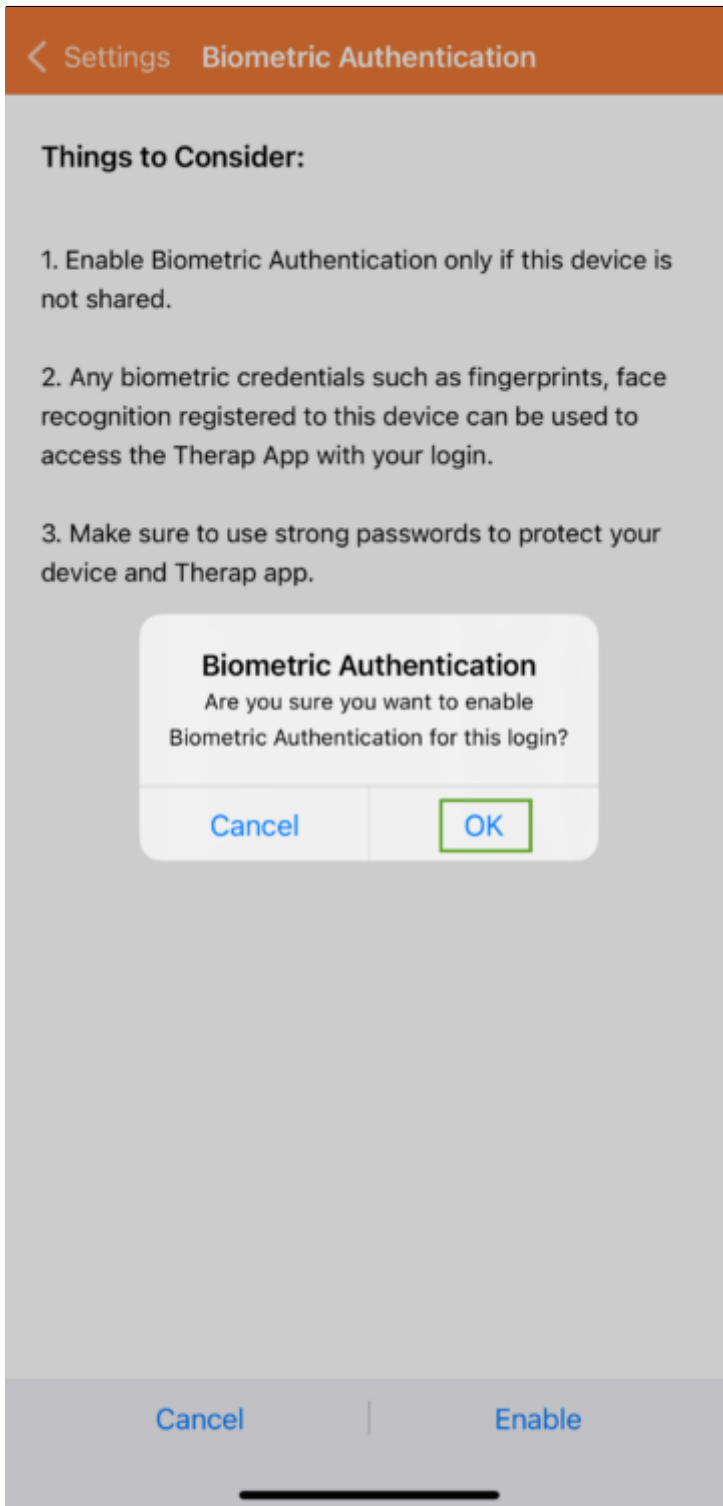 Settings Biometric Authentication
Things to Consider:
1. Enable Biometric Authentication only if this device is
not shared.
2. Any biometric credentials such as fingerprints, face
recognition registered to this device can be used to
access the Therap App with your login.
3. Make sure to use strong passwords to protect your
device and Therap app.
Biometric Authentication
Are you sure you want to enable
Biometric Authentication for this login?
Cancel OK
Cancel Enable